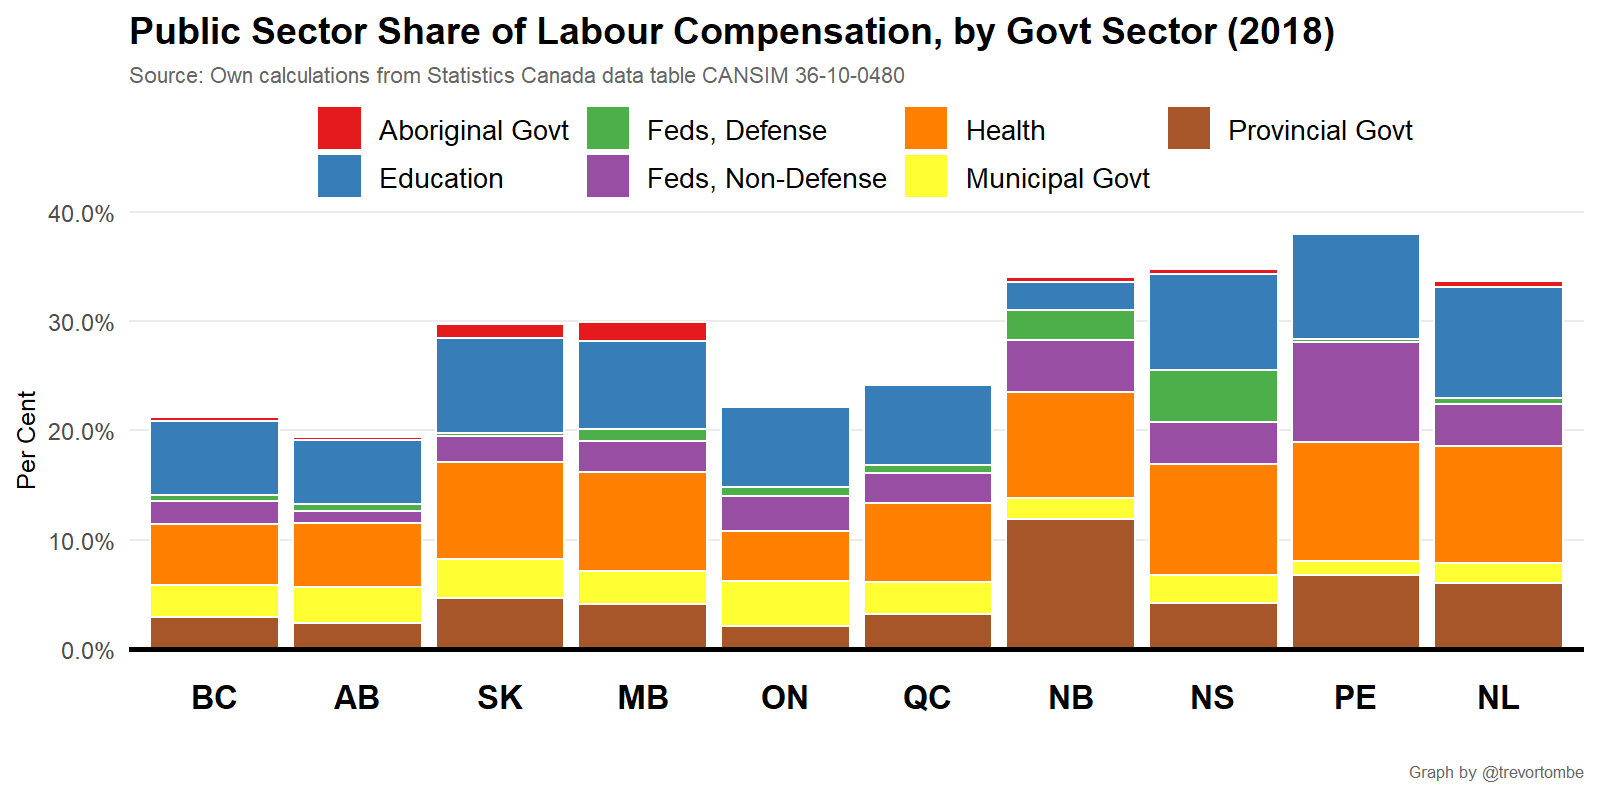 Public Sector Share of Labour Compensation, by Govt Sector (2018)
Source: Own calculations from Statistics Canada data table CANSIM 36-10-0480
Aboriginal Govt Feds, Defense Health Provincial Govt
Education Feds, Non-Defense Municipal Govt
40.0%
30.0%
20.0%
10.0%
0.0%
Per Cent
BC AB SK MB ON QC NB NS PE NL
Graph by @trevortombe